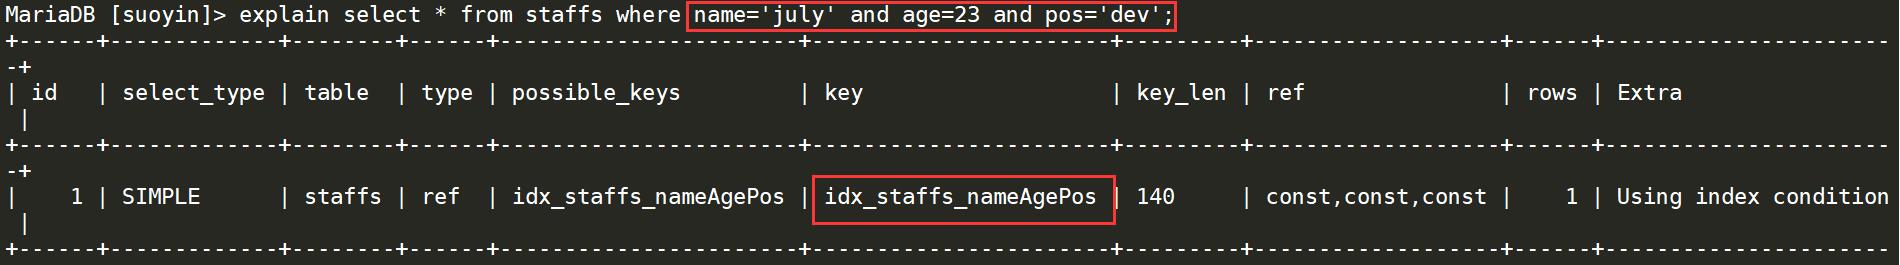 MariaDB [suoyin]> explain select * from staffs where name='july' and age=23 and pos='dev';
+------+-------------+--------+------+-----------------------+-----------------------+---------+-------------------+------+----------------------
-+
| id   | select_type | table  | type | possible_keys         | key                   | key_len | ref               | rows | Extra
 |
+------+-------------+--------+------+-----------------------+-----------------------+---------+-------------------+------+----------------------
-+
|    1 | SIMPLE      | staffs | ref  | idx_staffs_nameAgePos | idx_staffs_nameAgePos | 140     | const,const,const |    1 | Using index condition
 |
+------+-------------+--------+------+-----------------------+-----------------------+---------+-------------------+------+----------------------